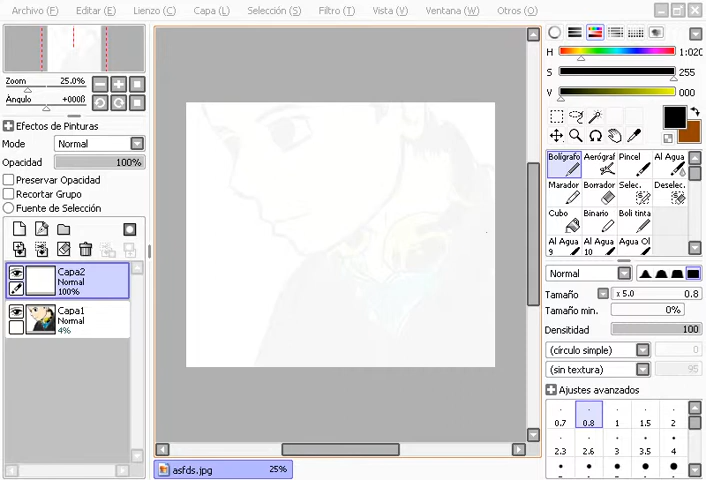 Archivo (F) Editar (E) Lienzo (C) Capa (L) Selección (S) Filtro (T) Vista (V) Ventana (W) Otros (O)
Zoom 25.0%
Ángulo +000ß
Efectos de Pinturas
Mode Normal
Opacidad 100%
Preservar Opacidad
Recortar Grupo
Fuente de Selección
Capa2
Normal
100%
Capa1
Normal
4%
asfds.jpg 25%
H 1:020
S 255
V 000
Bolígrafo Aerógraf Pincel Al Agua
Marador Borrador Selec. Deselec.
Cubo Binario Boli tinta
Al Agua 9 Al Agua 10 Agua Ol
Normal
Tamaño x 5.0 0.8
Tamaño min. 0%
Densitidad 100
(círculo simple) 0
(sin textura) 95
Ajustes avanzados
0.7 0.8 1 1.5 2
2.3 2.6 3 3.5 4